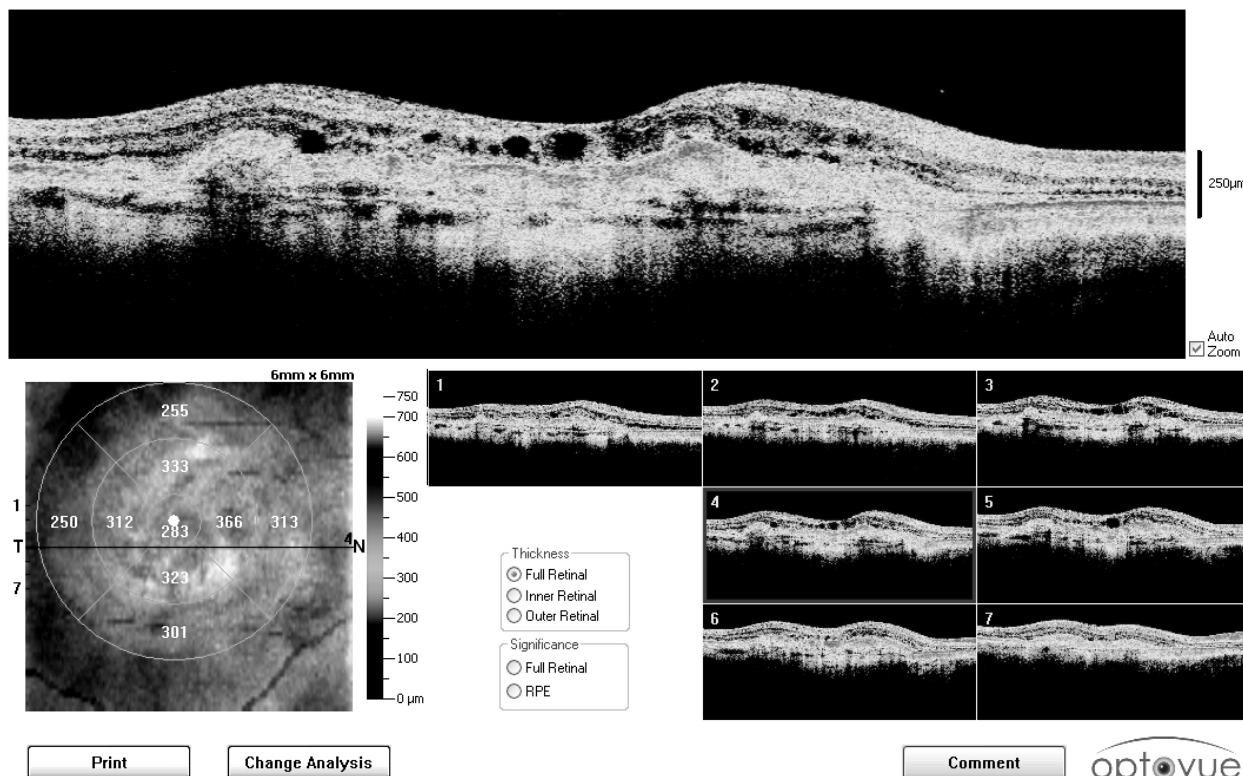 250µm
Auto
Zoom
6mm x 6mm
255
333
250 312 283 366 313
323
301
1
T
4 N
7
750
700
600
500
400
300
200
100
0 µm
1
2
3
4
5
6
7
Thickness
Full Retinal
Inner Retinal
Outer Retinal
Significance
Full Retinal
RPE
Print
Change Analysis
Comment
optovue